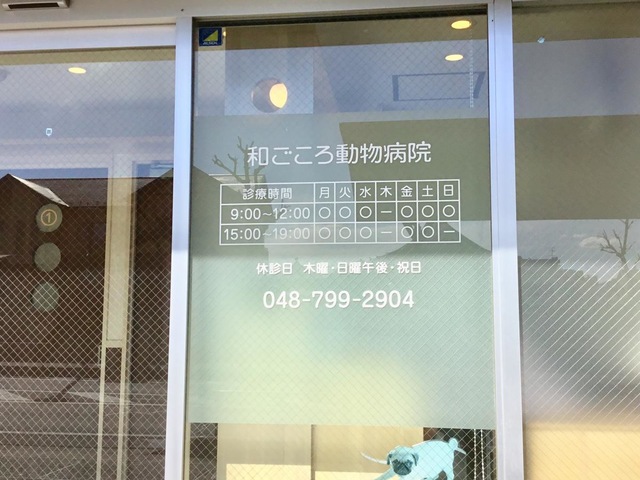 和ごころ動物病院
診療時間 月 火 水 木 金 土 日
9:00~12:00 ○ ○ ○ ー ○ ○ ○
15:00~19:00 ○ ○ ○ ー ○ ○ ー
休診日 木曜・日曜午後・祝日
048-799-2904
①